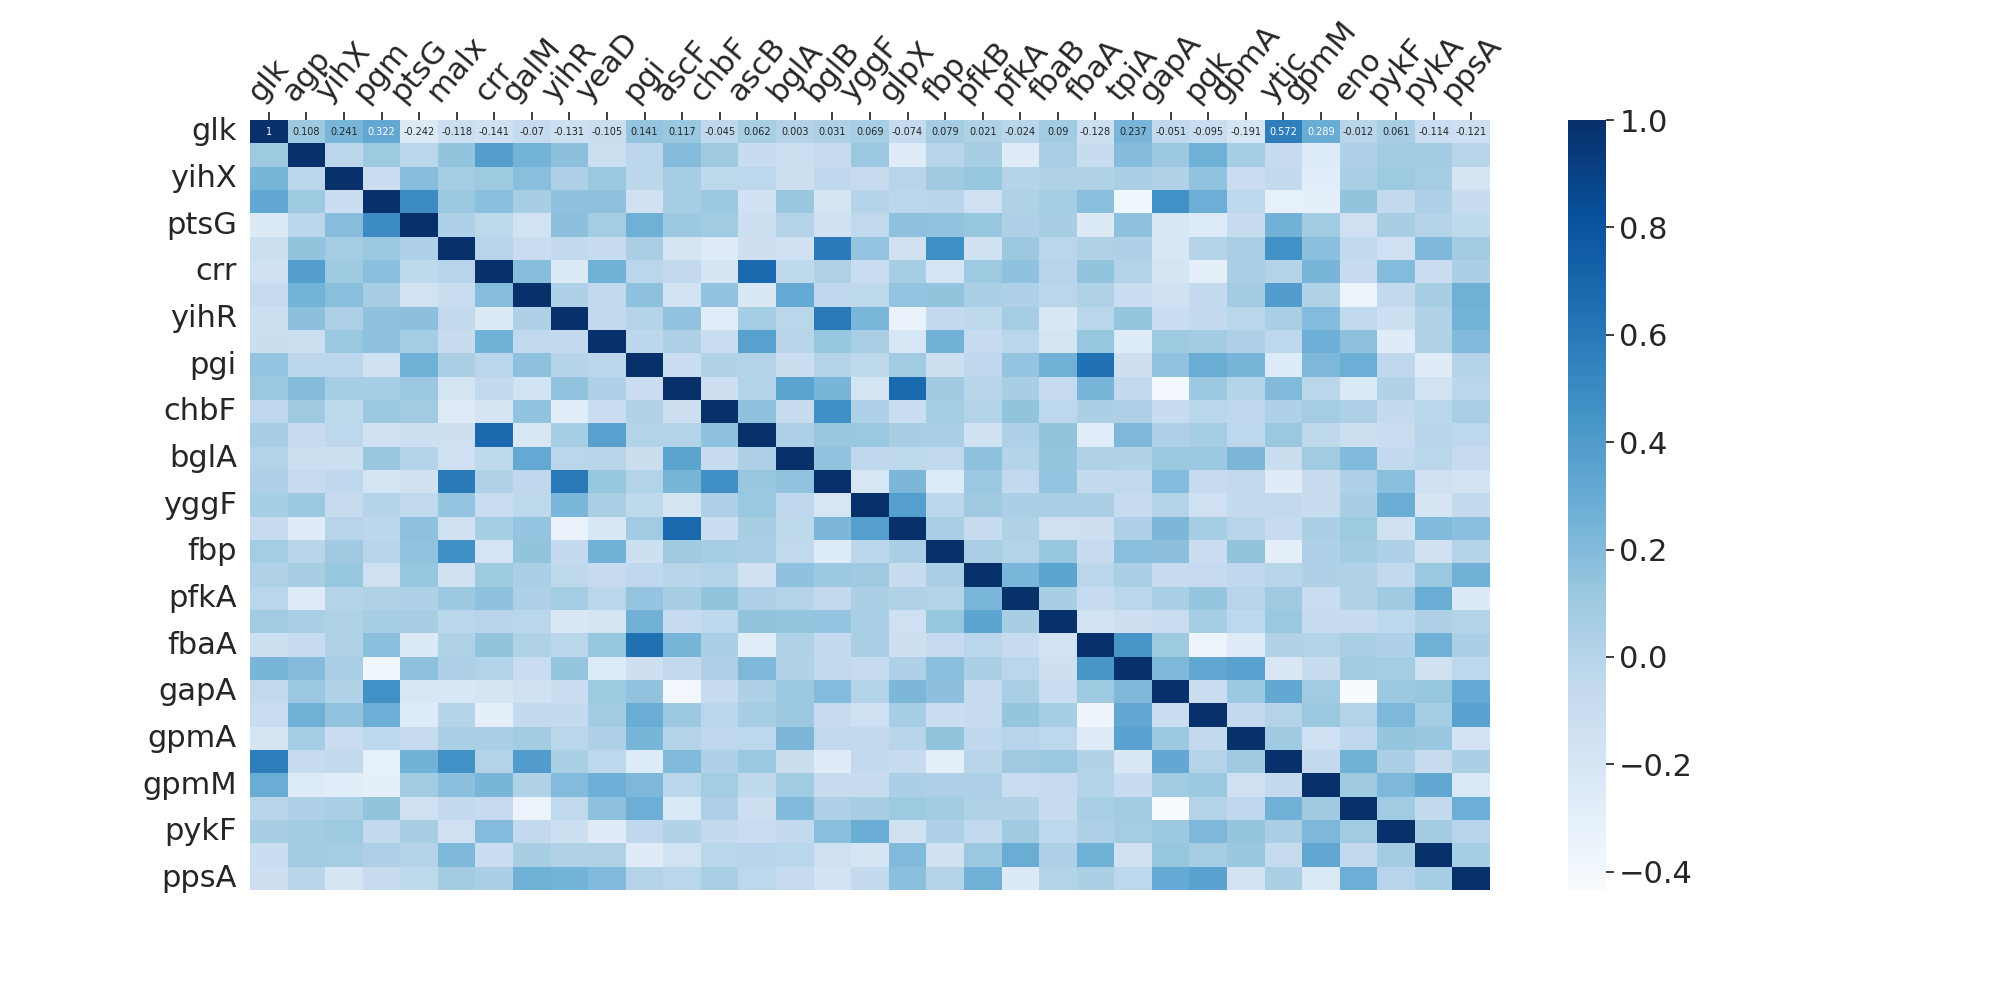 glk agp yihX pgm ptsG malx crr galM yihR yeaD pgi ascF chbF ascB bglA bglB yggF glpX fbp pfkB pfkA fbaB fbaA tpiA gapA pgk gpmA ytjc gpmM eno pykF pykA ppsA
glk 1 0.108 0.241 0.322 -0.242 -0.118 -0.141 -0.07 -0.131 -0.105 0.141 0.117 -0.045 0.062 0.003 0.031 0.069 -0.074 0.079 0.021 -0.024 0.09 -0.128 0.237 -0.051 -0.095 -0.191 0.572 0.289 -0.012 0.061 -0.114 -0.121
yihX
ptsG
crr
yihR
pgi
chbF
bglA
yggF
fbp
pfkA
fbaA
gapA
gpmA
gpmM
pykF
ppsA
1.0
0.8
0.6
0.4
0.2
0.0
−0.2
−0.4